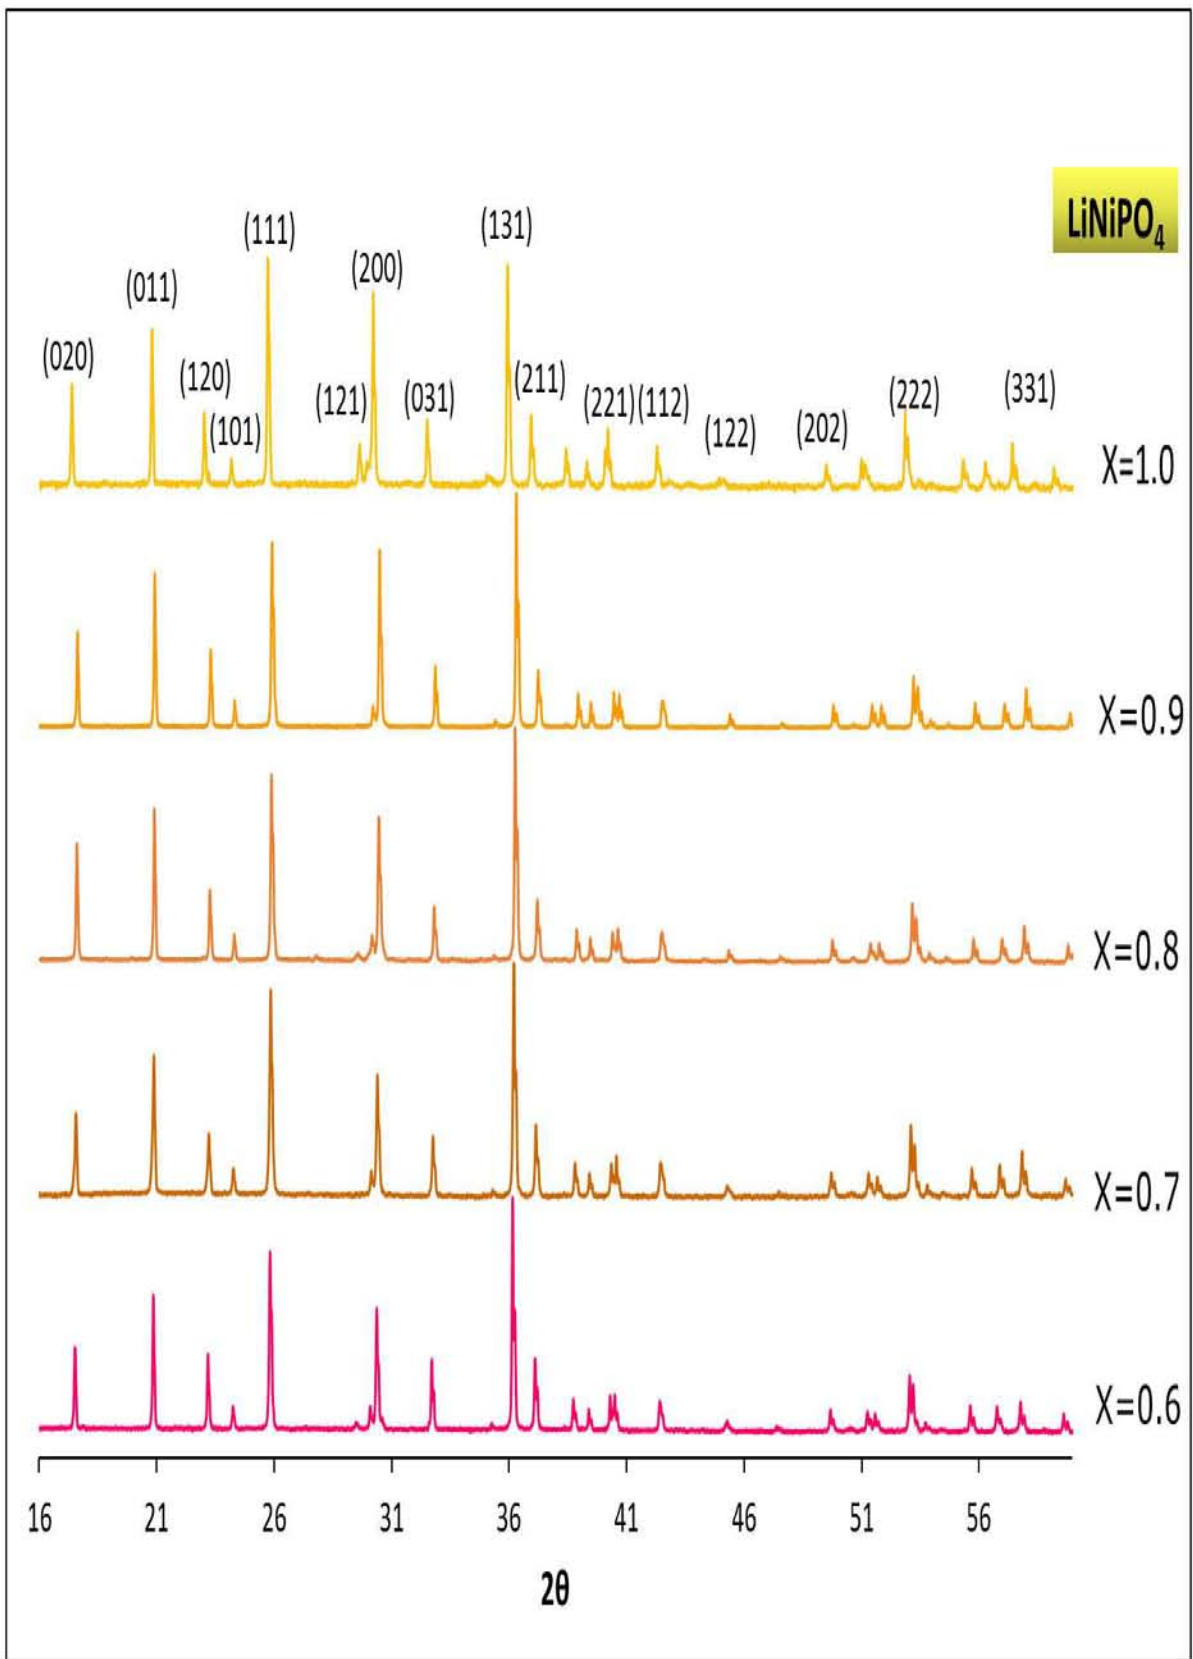 LiNiPO4
(131)
(111)
(200)
(011)
(020)
(120)
(211)
(121)
(031)
(221)
(112)
(222)
(331)
(101)
(122)
(202)
X=1.0
X=0.9
X=0.8
X=0.7
X=0.6
16 21 26 31 36 41 46 51 56
2θ